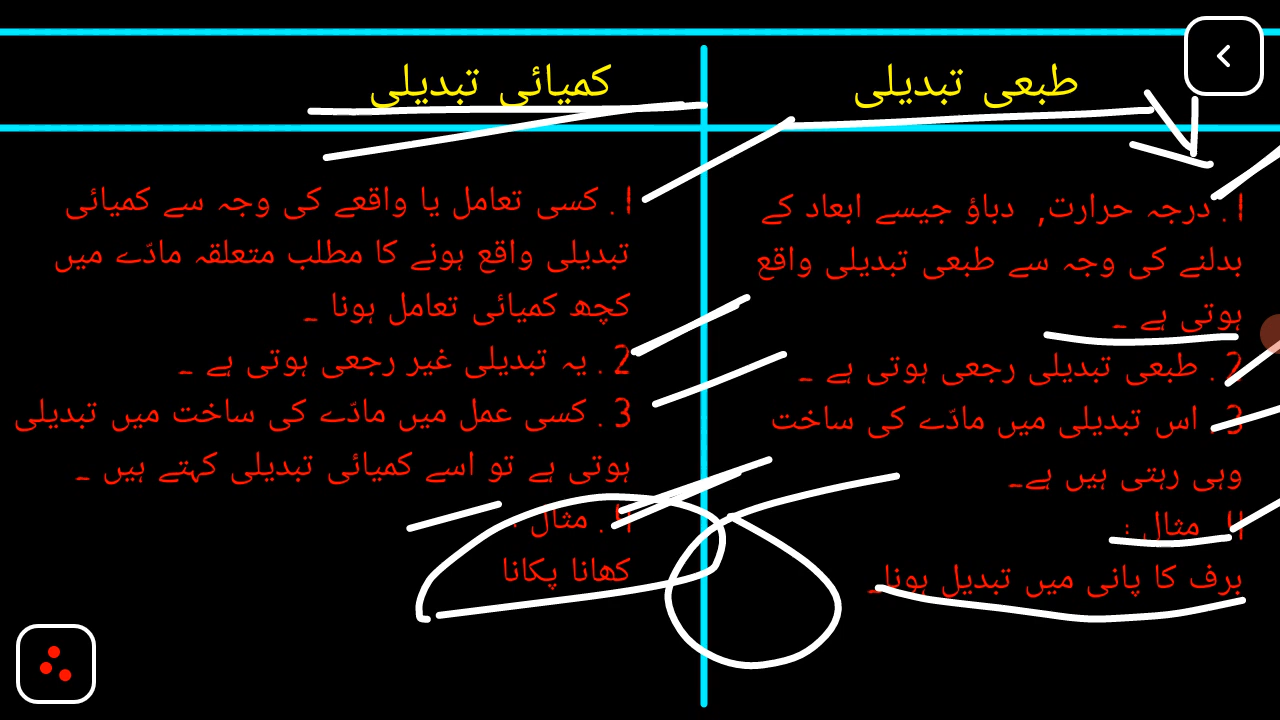 طبعی تبدیلی
1 . درجہ حرارت, دباؤ جیسے ابعاد کے
بدلنے کی وجہ سے طبعی تبدیلی واقع
ہوتی ہے ۔
2 . طبعی تبدیلی رجعی ہوتی ہے ۔
3 . اس تبدیلی میں مادّے کی ساخت
وہی رہتی ہیں ہے۔
4 . مثال :
برف کا پانی میں تبدیل ہونا۔
کمیائی تبدیلی
1 . کسی تعامل یا واقعے کی وجہ سے کمیائی
تبدیلی واقع ہونے کا مطلب متعلقہ مادّے میں
کچھ کمیائی تعامل ہونا ۔
2 . یہ تبدیلی غیر رجعی ہوتی ہے ۔
3 . کسی عمل میں مادّے کی ساخت میں تبدیلی
ہوتی ہے تو اسے کمیائی تبدیلی کہتے ہیں ۔
4 . مثال :
کھانا پکانا